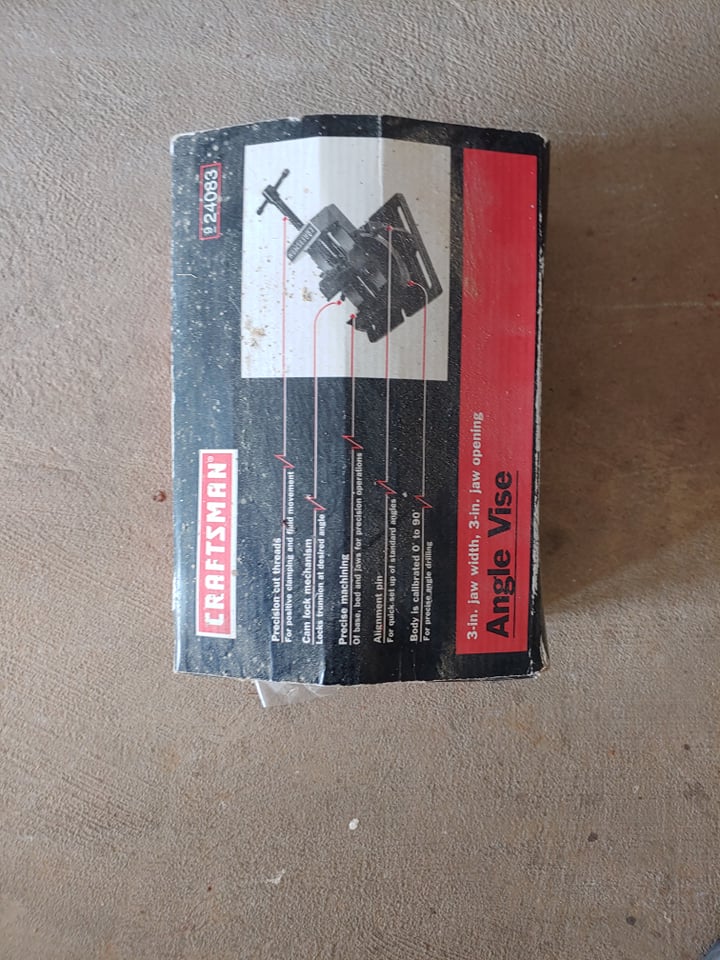 CRAFTSMAN®
9 24083
Precision cut threads
For positive clamping and fluid movement
Cam lock mechanism
Locks trunnion at desired angle
Precise machining
Of base, bed and jaws for precision operations
Alignment pin
For quick set up of standard angles
Body is calibrated 0° to 90°
For precise angle drilling
3-in. jaw width, 3-in. jaw opening
Angle Vise